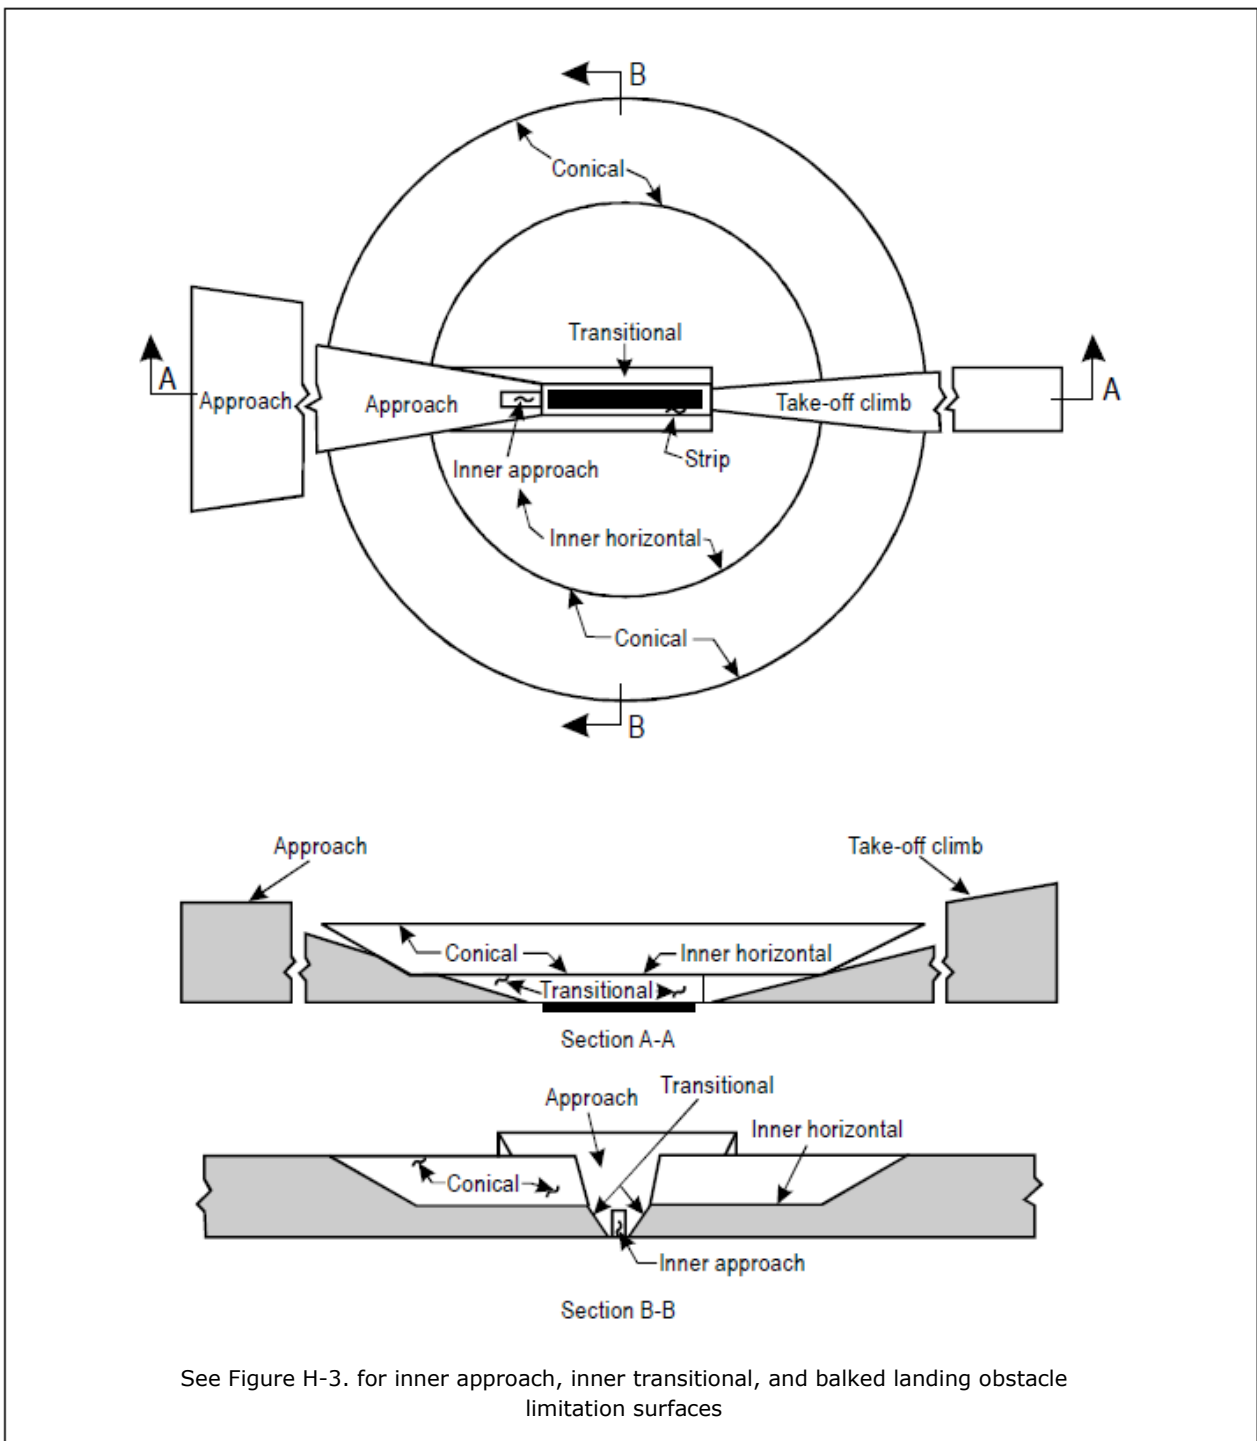 B
Conical
Transitional
A
A
Approach
Approach
Take-off climb
Inner approach
Strip
Inner horizontal
Conical
B
Approach
Take-off climb
Conical
Inner horizontal
Transitional
Section A-A
Transitional
Approach
Inner horizontal
Conical
Inner approach
Section B-B
See Figure H-3. for inner approach, inner transitional, and balked landing obstacle
limitation surfaces